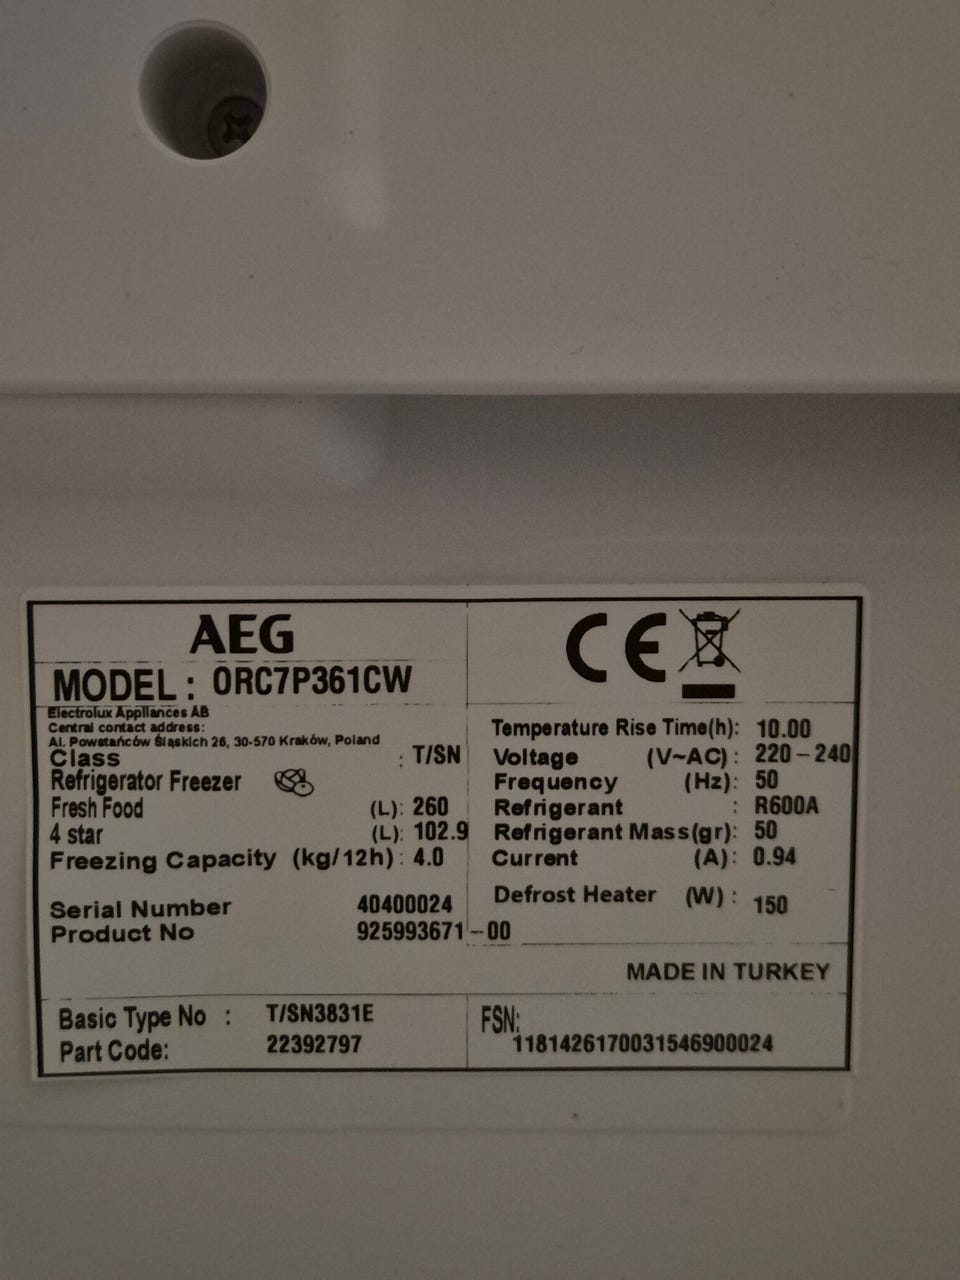 AEG
MODEL : ORC7P361CW
Electrolux Appliances AB
Central contact address:
Al. Powstańców Śląskich 26, 30-570 Kraków, Poland
Class : T/SN
Refrigerator Freezer
Fresh Food (L): 260
4 star (L): 102.9
Freezing Capacity (kg/12h) : 4.0
Serial Number 40400024
Product No 925993671-00
CE
Temperature Rise Time(h): 10.00
Voltage (V~AC) : 220-240
Frequency (Hz): 50
Refrigerant : R600A
Refrigerant Mass(gr): 50
Current (A): 0.94
Defrost Heater (W) : 150
MADE IN TURKEY
Basic Type No : T/SN3831E
Part Code: 22392797
FSN:
1181426170031546900024